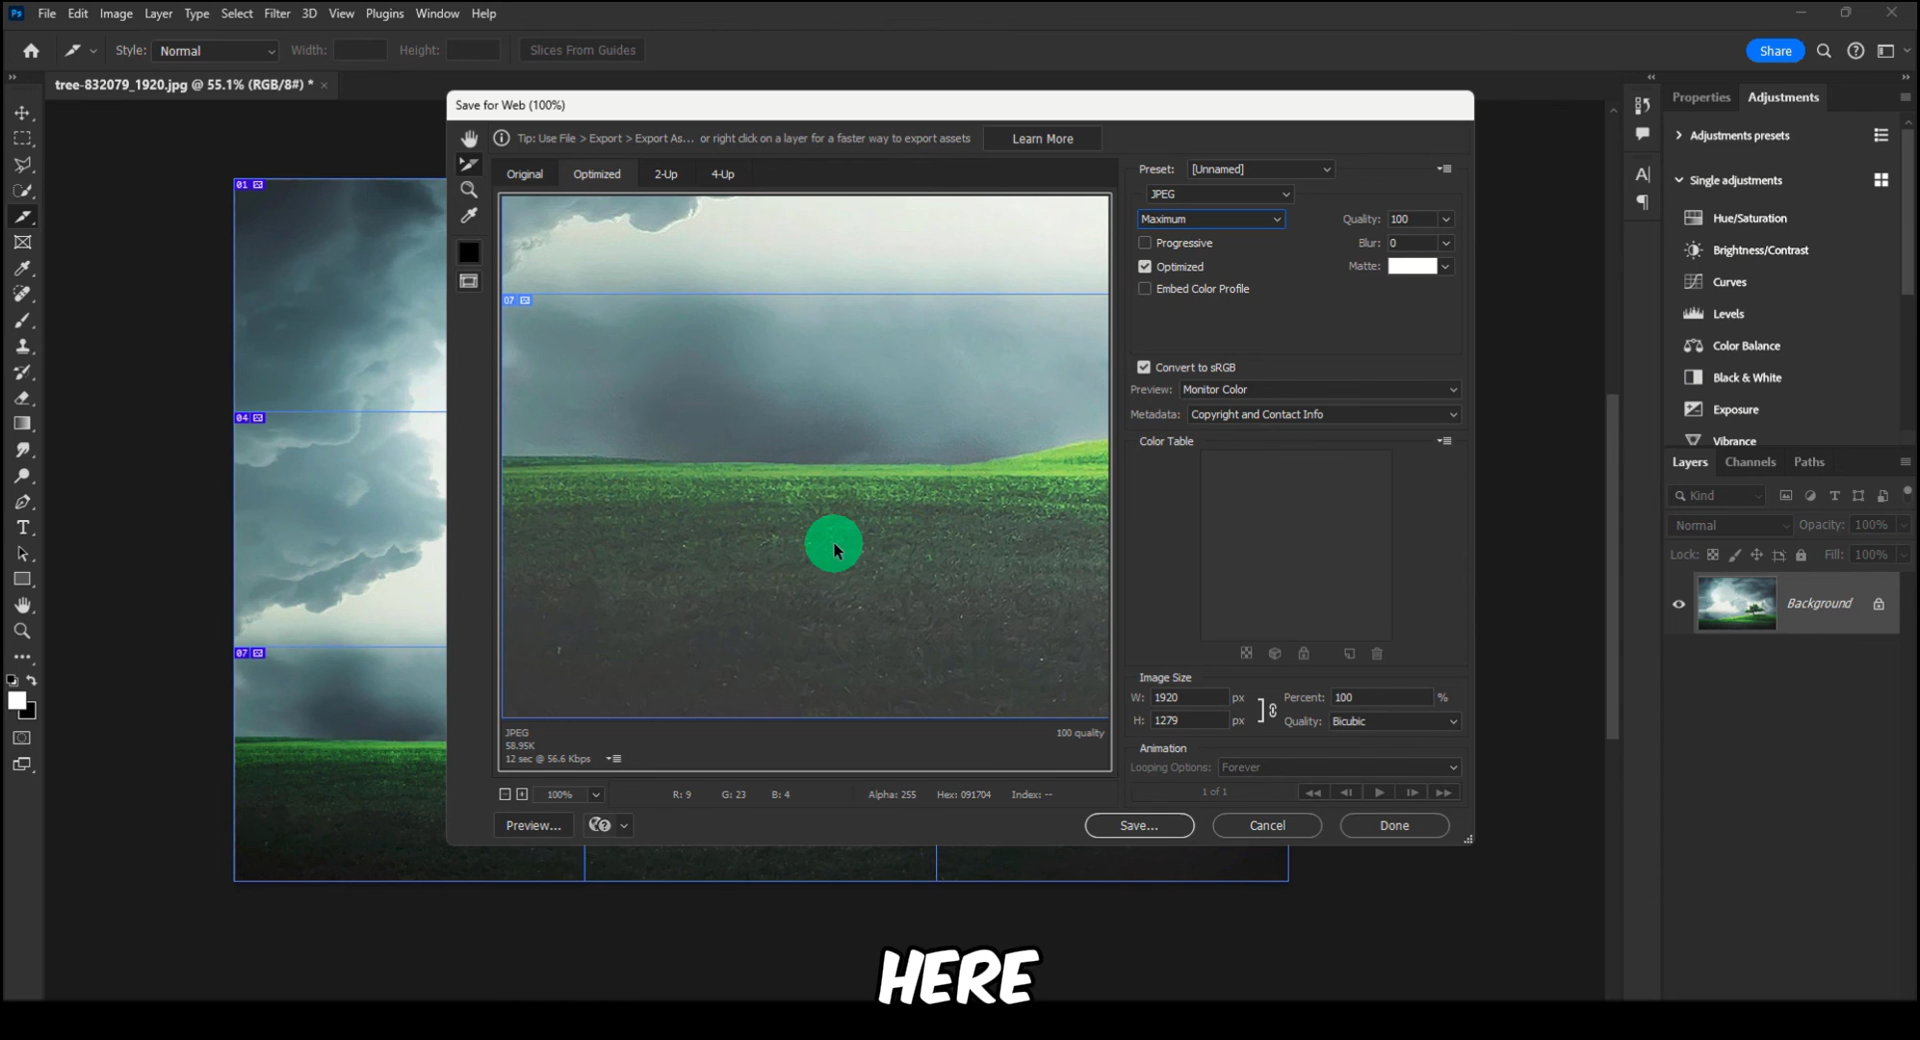 Ps File Edit Image Layer Type Select Filter 3D View Plugins Window Help
Style: Normal Width: Height: Slices From Guides Share
tree-832079_1920.jpg @ 55.1% (RGB/8#) * ×
Save for Web (100%)
Tip: Use File > Export > Export As... or right click on a layer for a faster way to export assets Learn More
Original Optimized 2-Up 4-Up
Preset: [Unnamed]
JPEG
Maximum Quality: 100
Progressive Blur: 0
Optimized Matte:
Embed Color Profile
Convert to sRGB
Preview: Monitor Color
Metadata: Copyright and Contact Info
Color Table
Image Size
W: 1920 px Percent: 100 %
H: 1279 px Quality: Bicubic
Animation
Looping Options: Forever
1 of 1
01
04
07
07
JPEG 100 quality
58.95K
12 sec @ 56.6 Kbps
100% R: 9 G: 23 B: 4 Alpha: 255 Hex: 091704 Index: --
Preview... Save... Cancel Done
Properties Adjustments
Adjustments presets
Single adjustments
Hue/Saturation
Brightness/Contrast
Curves
Levels
Color Balance
Black & White
Exposure
Vibrance
Layers Channels Paths
Kind
Normal Opacity: 100%
Lock: Fill: 100%
Background
HERE